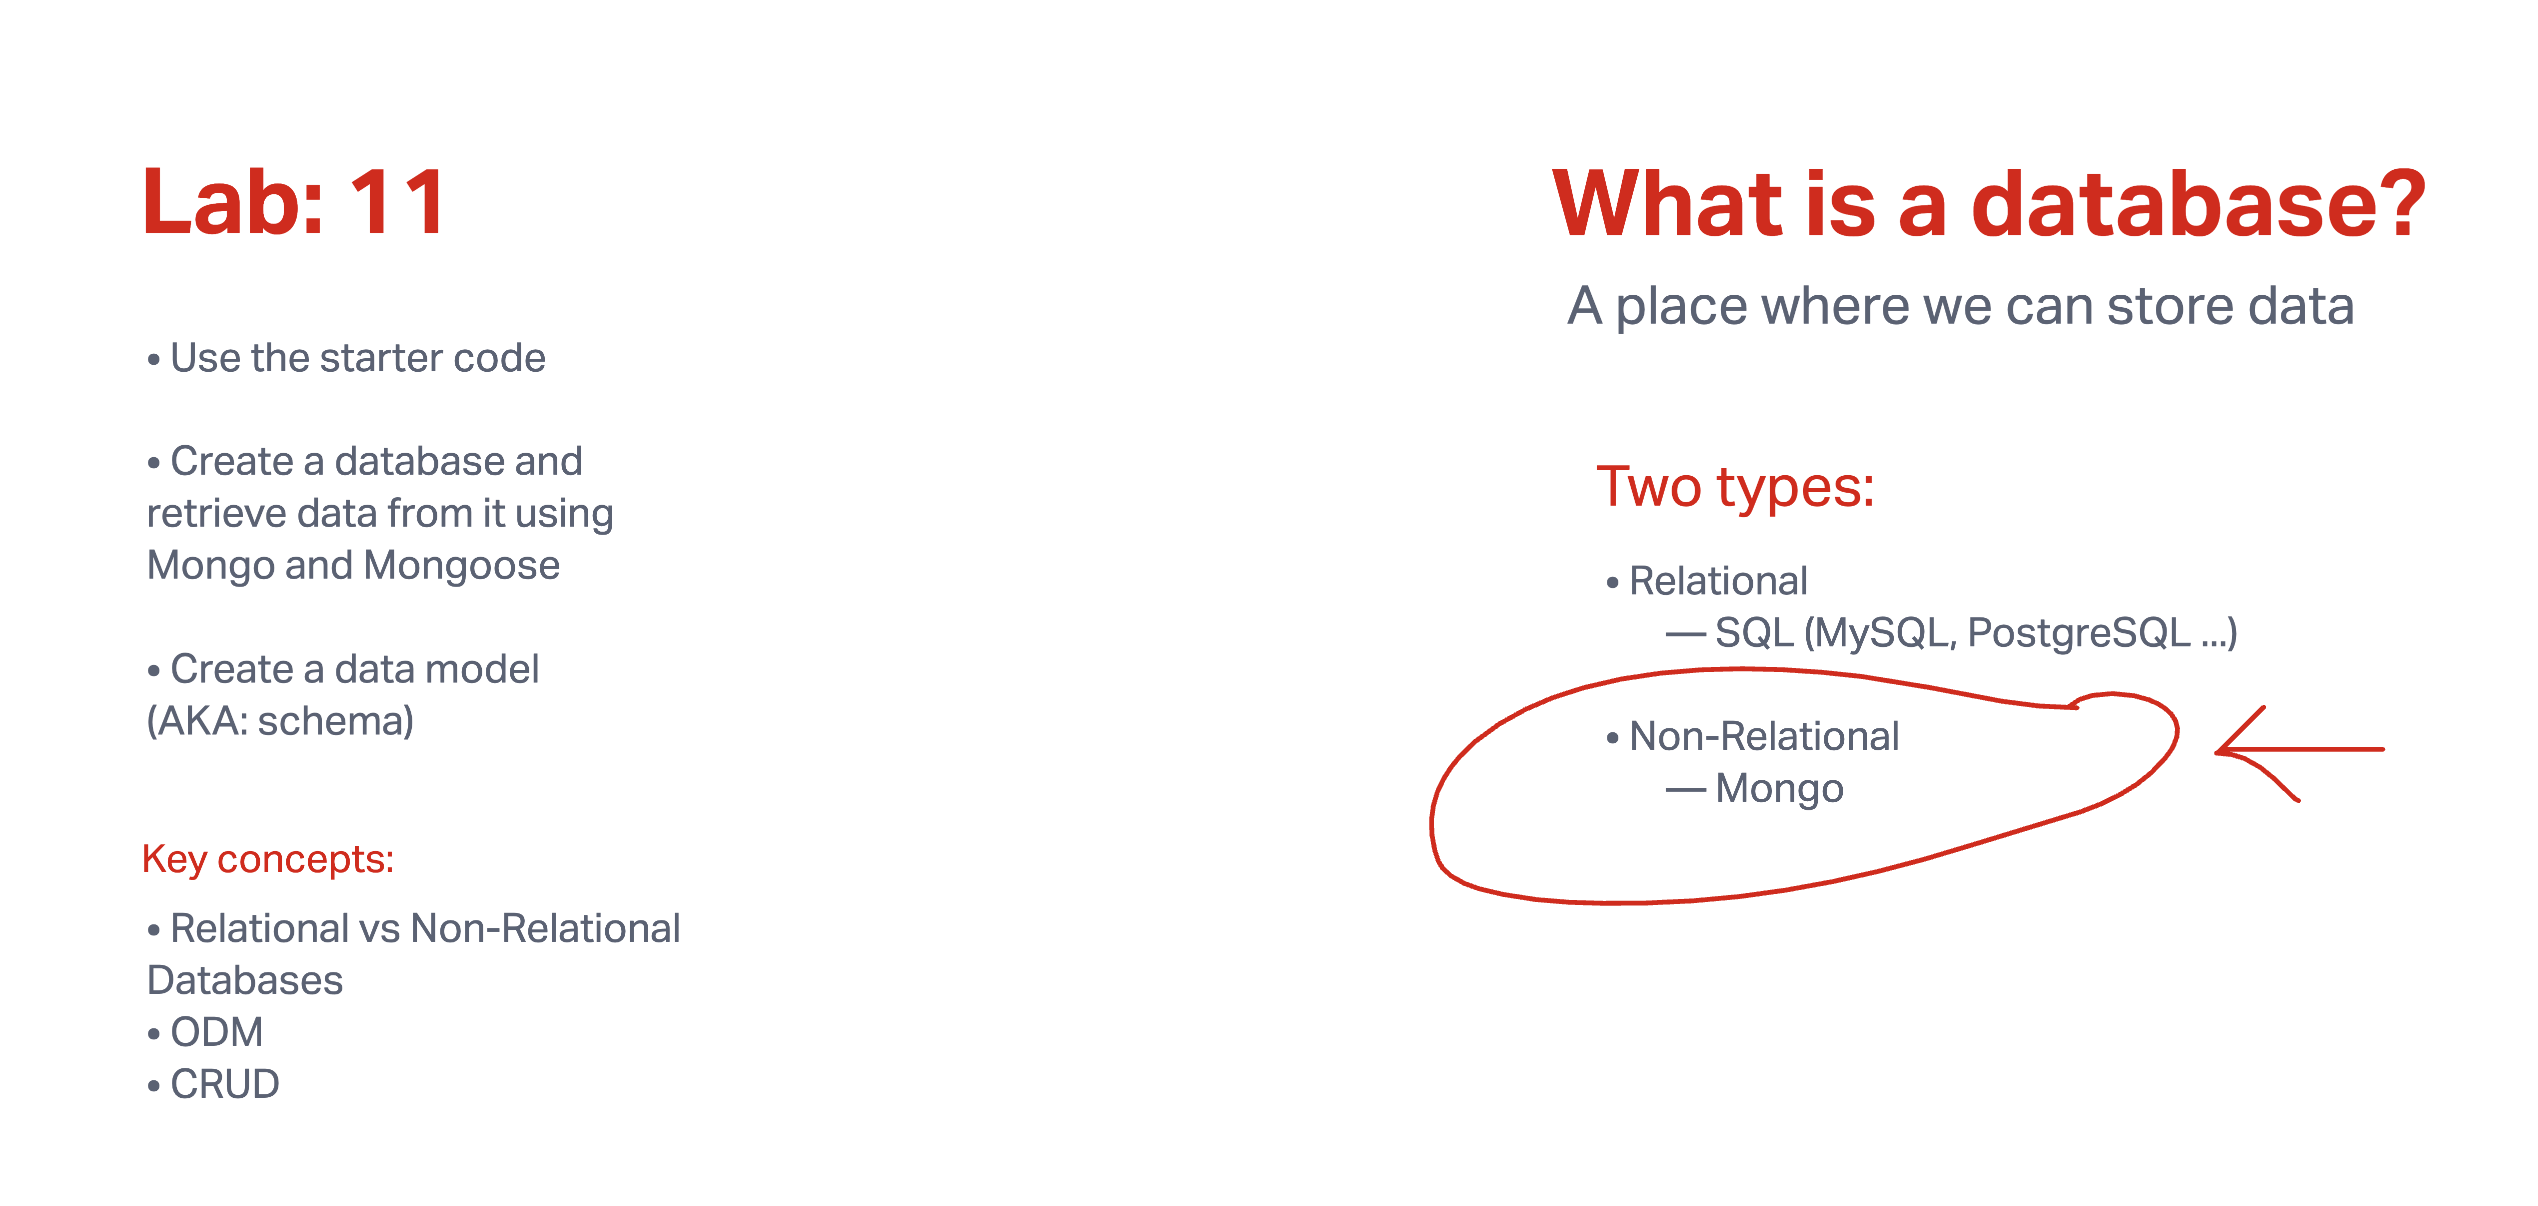 Lab: 11
• Use the starter code
• Create a database and
retrieve data from it using
Mongo and Mongoose
• Create a data model
(AKA: schema)
Key concepts:
• Relational vs Non-Relational
Databases
• ODM
• CRUD
What is a database?
A place where we can store data
Two types:
• Relational
— SQL (MySQL, PostgreSQL ...)
• Non-Relational
— Mongo